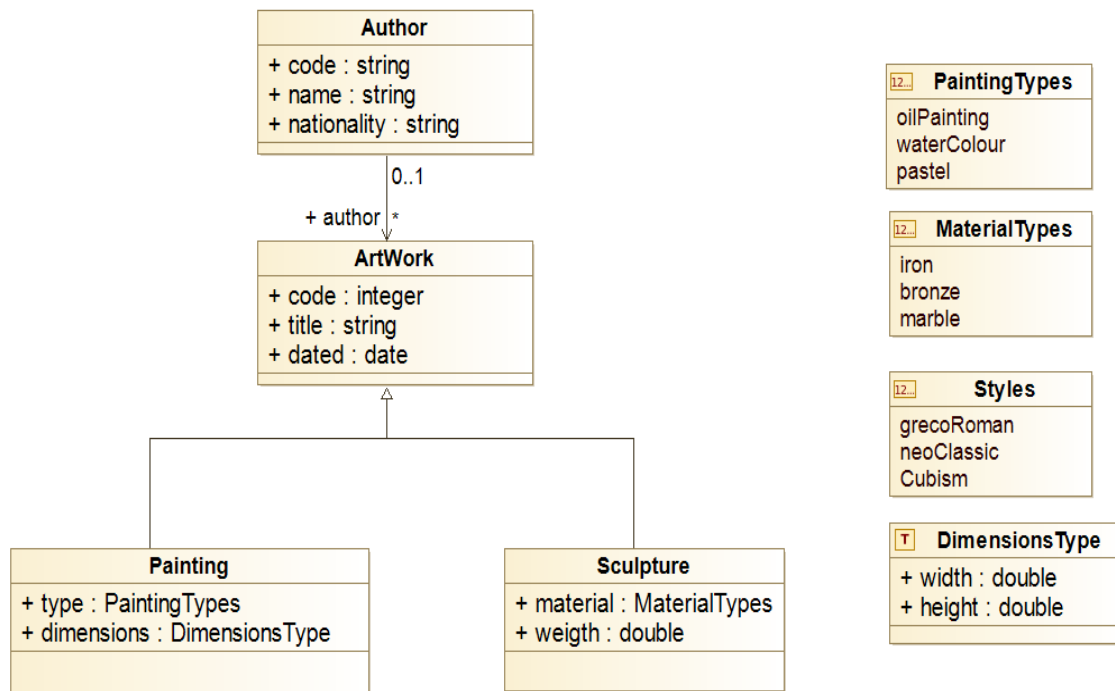 Author
+ code : string
+ name : string
+ nationality : string
0..1
+ author *
ArtWork
+ code : integer
+ title : string
+ dated : date
Painting
+ type : PaintingTypes
+ dimensions : DimensionsType
Sculpture
+ material : MaterialTypes
+ weigth : double
12... PaintingTypes
oilPainting
waterColour
pastel
12... MaterialTypes
iron
bronze
marble
12... Styles
grecoRoman
neoClassic
Cubism
T DimensionsType
+ width : double
+ height : double